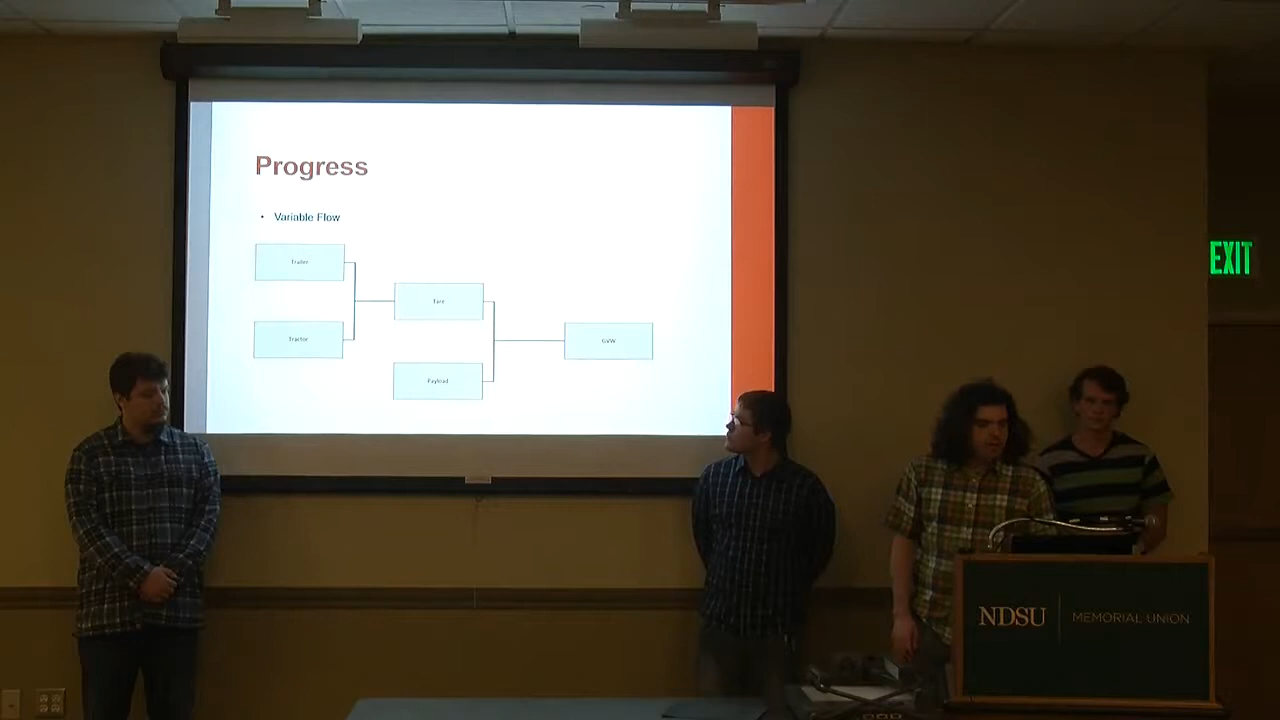 Progress
• Variable Flow
Trailer
Tare
Tractor
GVW
Payload
EXIT
NDSU MEMORIAL UNION